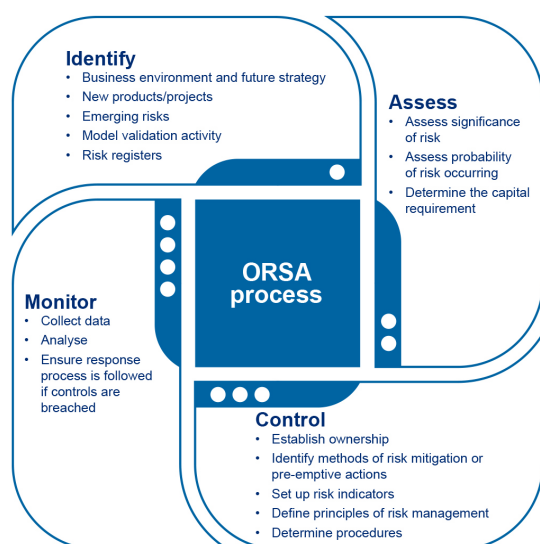 Identify
• Business environment and future strategy
• New products/projects
• Emerging risks
• Model validation activity
• Risk registers
Assess
• Assess significance
of risk
• Assess probability
of risk occurring
• Determine the capital
requirement
ORSA
process
Monitor
• Collect data
• Analyse
• Ensure response
process is followed
if controls are
breached
Control
• Establish ownership
• Identify methods of risk mitigation or
pre-emptive actions
• Set up risk indicators
• Define principles of risk management
• Determine procedures